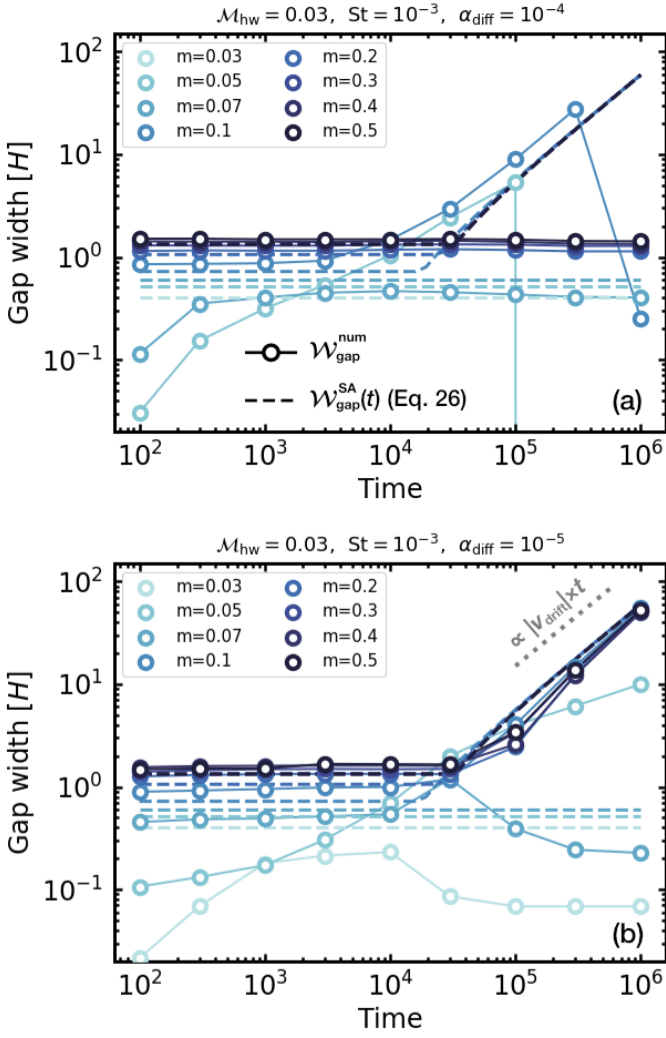 𝓜hw = 0.03, St = 10⁻³, αdiff = 10⁻⁴
10²
10¹
10⁰
10⁻¹
Gap width [H]
m=0.03 m=0.2
m=0.05 m=0.3
m=0.07 m=0.4
m=0.1 m=0.5
𝒲gap^num
𝒲gap^SA(t) (Eq. 26)
(a)
10² 10³ 10⁴ 10⁵ 10⁶
Time
𝓜hw = 0.03, St = 10⁻³, αdiff = 10⁻⁵
10²
10¹
10⁰
10⁻¹
Gap width [H]
m=0.03 m=0.2
m=0.05 m=0.3
m=0.07 m=0.4
m=0.1 m=0.5
∝ |vdrift|×t
(b)
10² 10³ 10⁴ 10⁵ 10⁶
Time